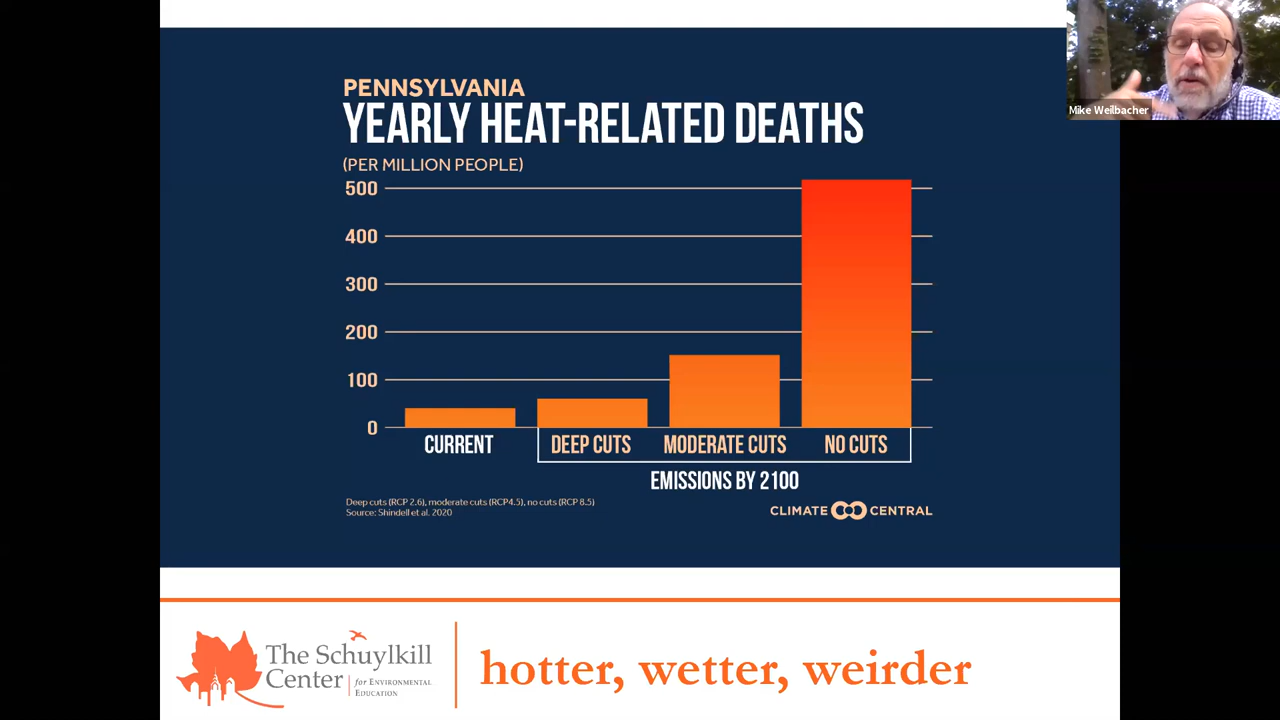 PENNSYLVANIA
YEARLY HEAT-RELATED DEATHS
(PER MILLION PEOPLE)
500
400
300
200
100
0
CURRENT
DEEP CUTS
MODERATE CUTS
NO CUTS
EMISSIONS BY 2100
Deep cuts (RCP 2.6), moderate cuts (RCP4.5), no cuts (RCP 8.5)
Source: Shindell et al. 2020
CLIMATE CENTRAL
Mike Weilbacher
The Schuylkill
Center
for ENVIRONMENTAL
EDUCATION
hotter, wetter, weirder